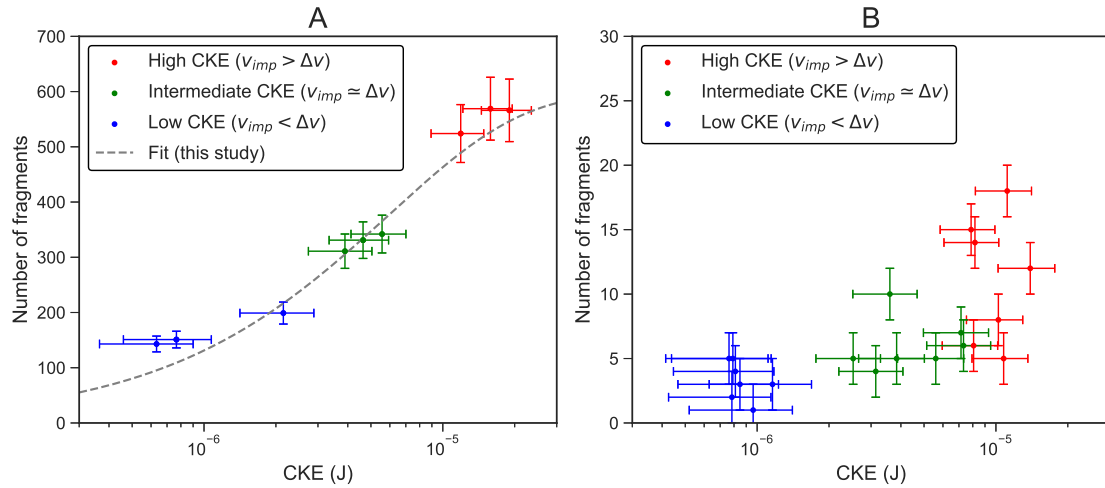 A
Number of fragments
700
600
500
400
300
200
100
0
High CKE (v_imp > Δv)
Intermediate CKE (v_imp ≃ Δv)
Low CKE (v_imp < Δv)
Fit (this study)
10⁻⁶
10⁻⁵
CKE (J)
B
Number of fragments
30
25
20
15
10
5
0
High CKE (v_imp > Δv)
Intermediate CKE (v_imp ≃ Δv)
Low CKE (v_imp < Δv)
10⁻⁶
10⁻⁵
CKE (J)